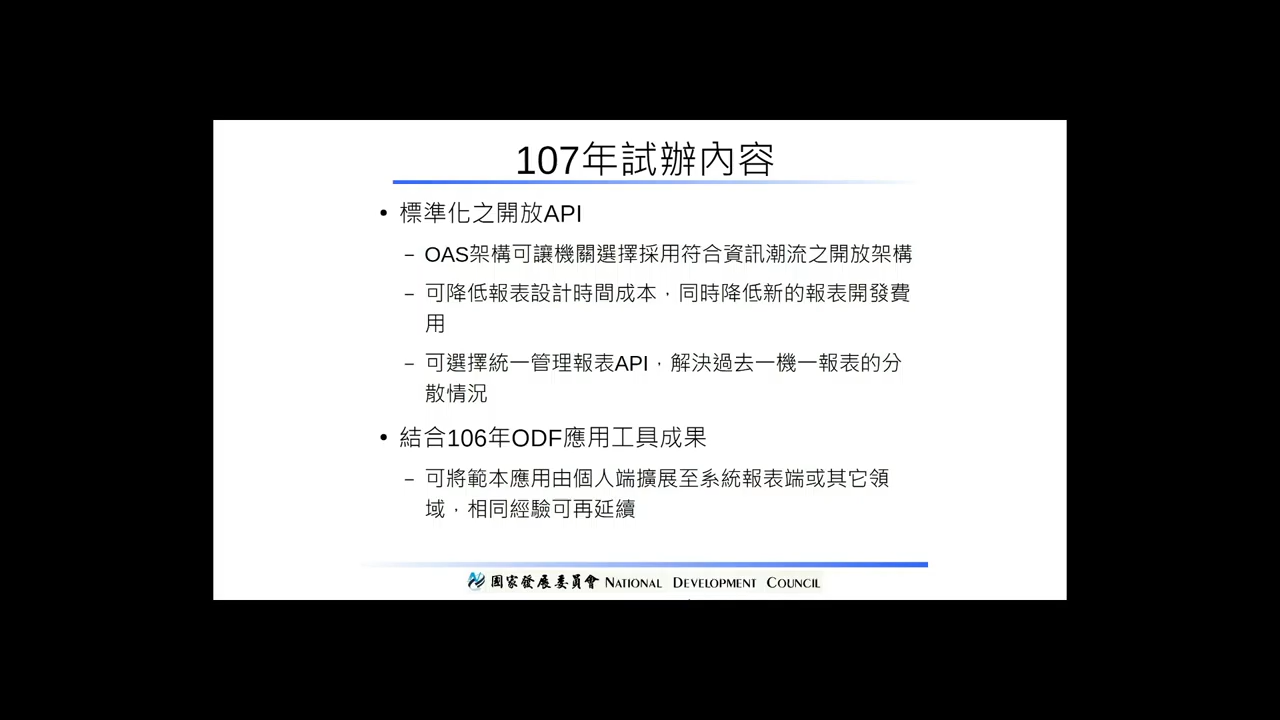 107年試辦內容
• 標準化之開放API
– OAS架構可讓機關選擇採用符合資訊潮流之開放架構
– 可降低報表設計時間成本，同時降低新的報表開發費
用
– 可選擇統一管理報表API，解決過去一機一報表的分
散情況
• 結合106年ODF應用工具成果
– 可將範本應用由個人端擴展至系統報表端或其它領
域，相同經驗可再延續
國家發展委員會 NATIONAL DEVELOPMENT COUNCIL